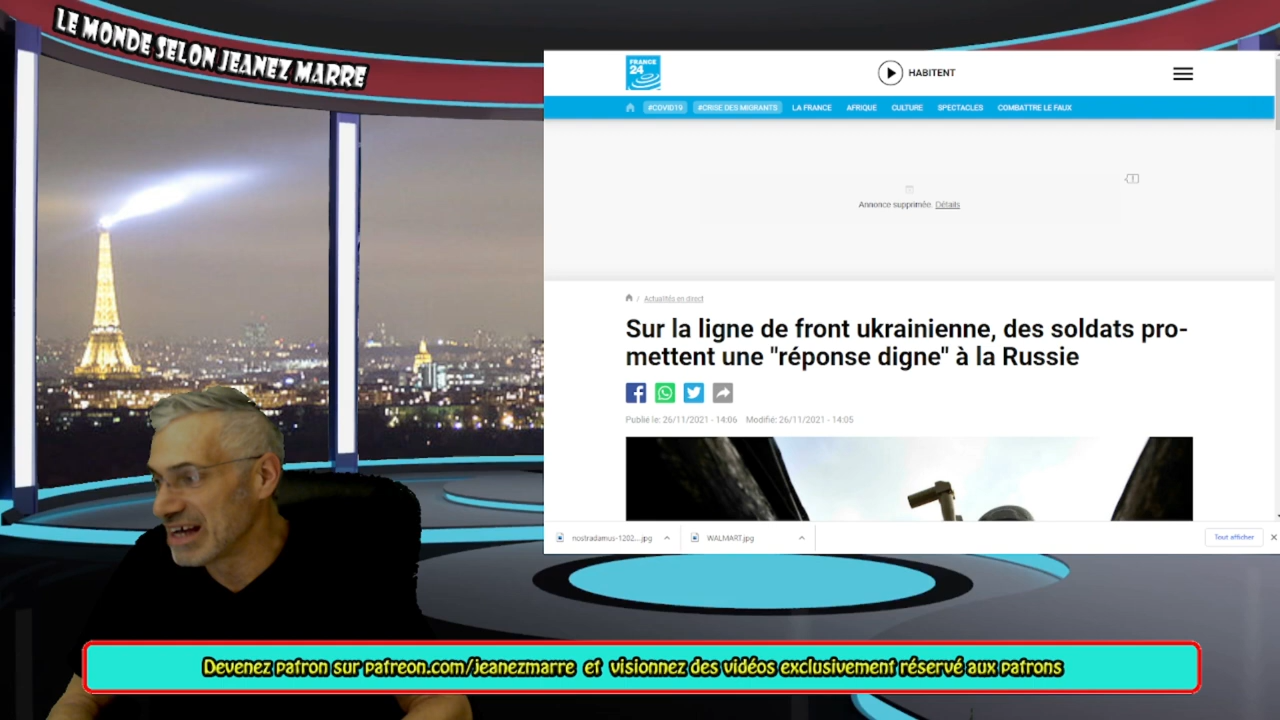 LE MONDE SELON JEANEZ MARRE
FRANCE
24
HABITENT
#COVID19 #CRISE DES MIGRANTS LA FRANCE AFRIQUE CULTURE SPECTACLES COMBATTRE LE FAUX
Annonce supprimée. Détails
/ Actualités en direct
Sur la ligne de front ukrainienne, des soldats pro-
mettent une "réponse digne" à la Russie
Publié le: 26/11/2021 - 14:06 Modifié: 26/11/2021 - 14:05
nostradamus-1202....jpg WALMART.jpg Tout afficher
Devenez patron sur patreon.com/jeanezmarre et visionnez des vidéos exclusivement réservé aux patrons